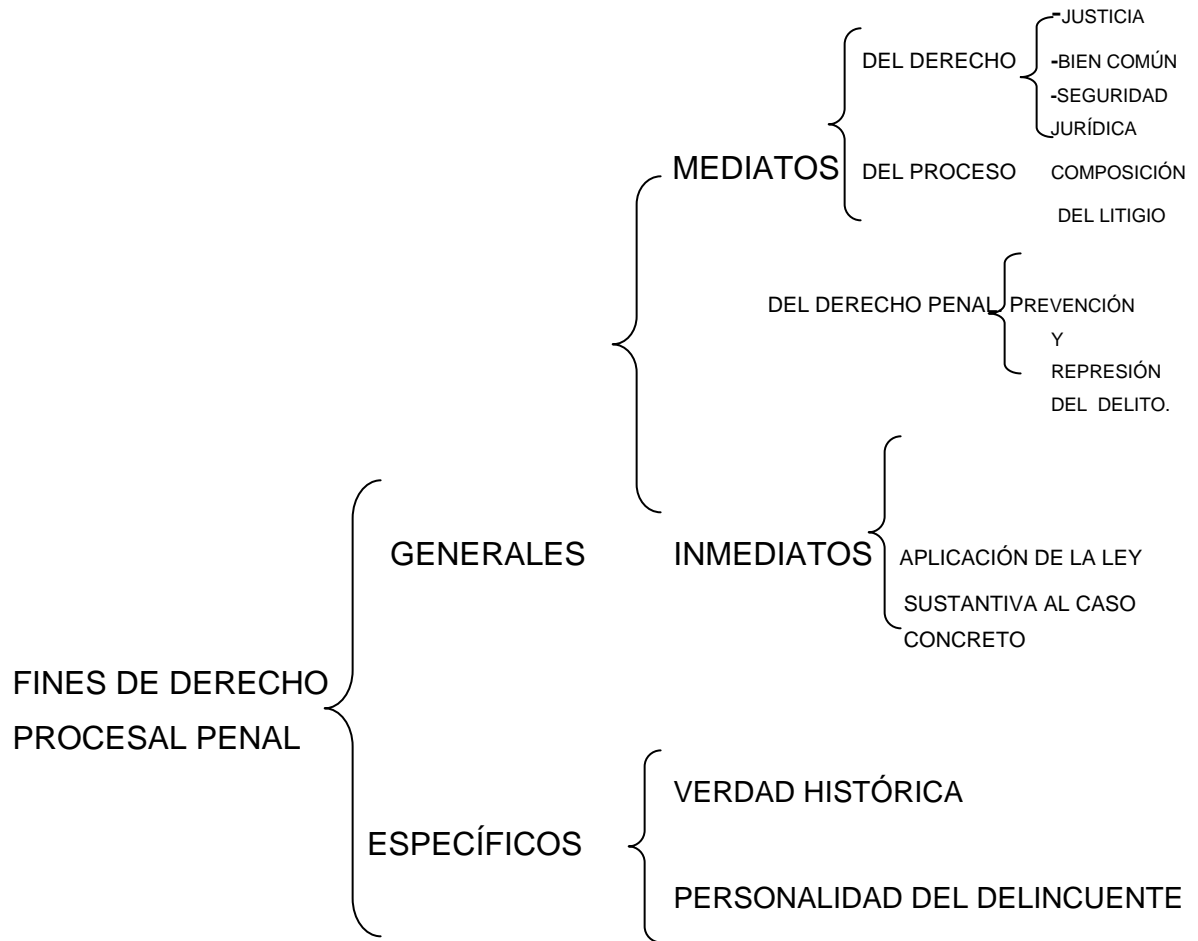 -JUSTICIA
DEL DERECHO -BIEN COMÚN
-SEGURIDAD
JURÍDICA
MEDIATOS DEL PROCESO COMPOSICIÓN
DEL LITIGIO
DEL DERECHO PENAL PREVENCIÓN
Y
REPRESIÓN
DEL DELITO.
GENERALES INMEDIATOS APLICACIÓN DE LA LEY
SUSTANTIVA AL CASO
CONCRETO
FINES DE DERECHO
PROCESAL PENAL
VERDAD HISTÓRICA
ESPECÍFICOS
PERSONALIDAD DEL DELINCUENTE